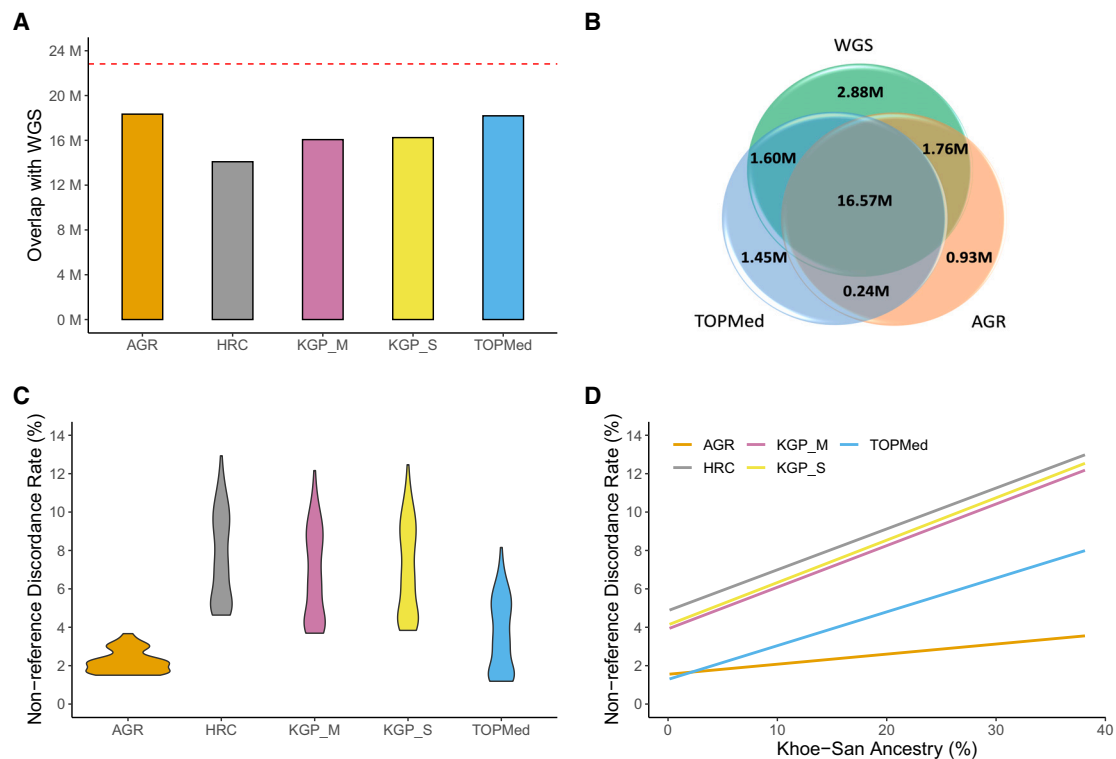 A
Overlap with WGS
24 M
20 M
16 M
12 M
8 M
4 M
0 M
AGR
HRC
KGP_M
KGP_S
TOPMed
B
WGS
2.88M
1.60M
1.76M
16.57M
1.45M
0.93M
0.24M
TOPMed
AGR
C
Non−reference Discordance Rate (%)
14
12
10
8
6
4
2
0
AGR
HRC
KGP_M
KGP_S
TOPMed
D
Non−reference Discordance Rate (%)
14
12
10
8
6
4
2
0
AGR
KGP_M
TOPMed
HRC
KGP_S
0
10
20
30
40
Khoe−San Ancestry (%)